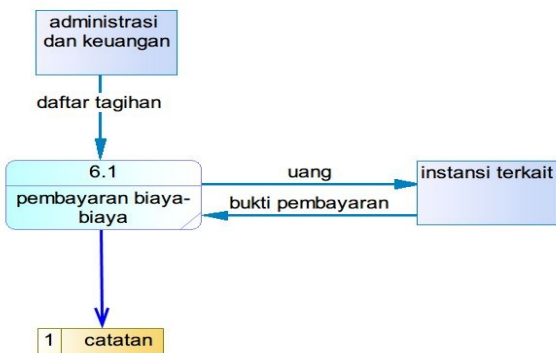 administrasi
dan keuangan
daftar tagihan
6.1
pembayaran biaya-
biaya
uang
bukti pembayaran
instansi terkait
1 catatan